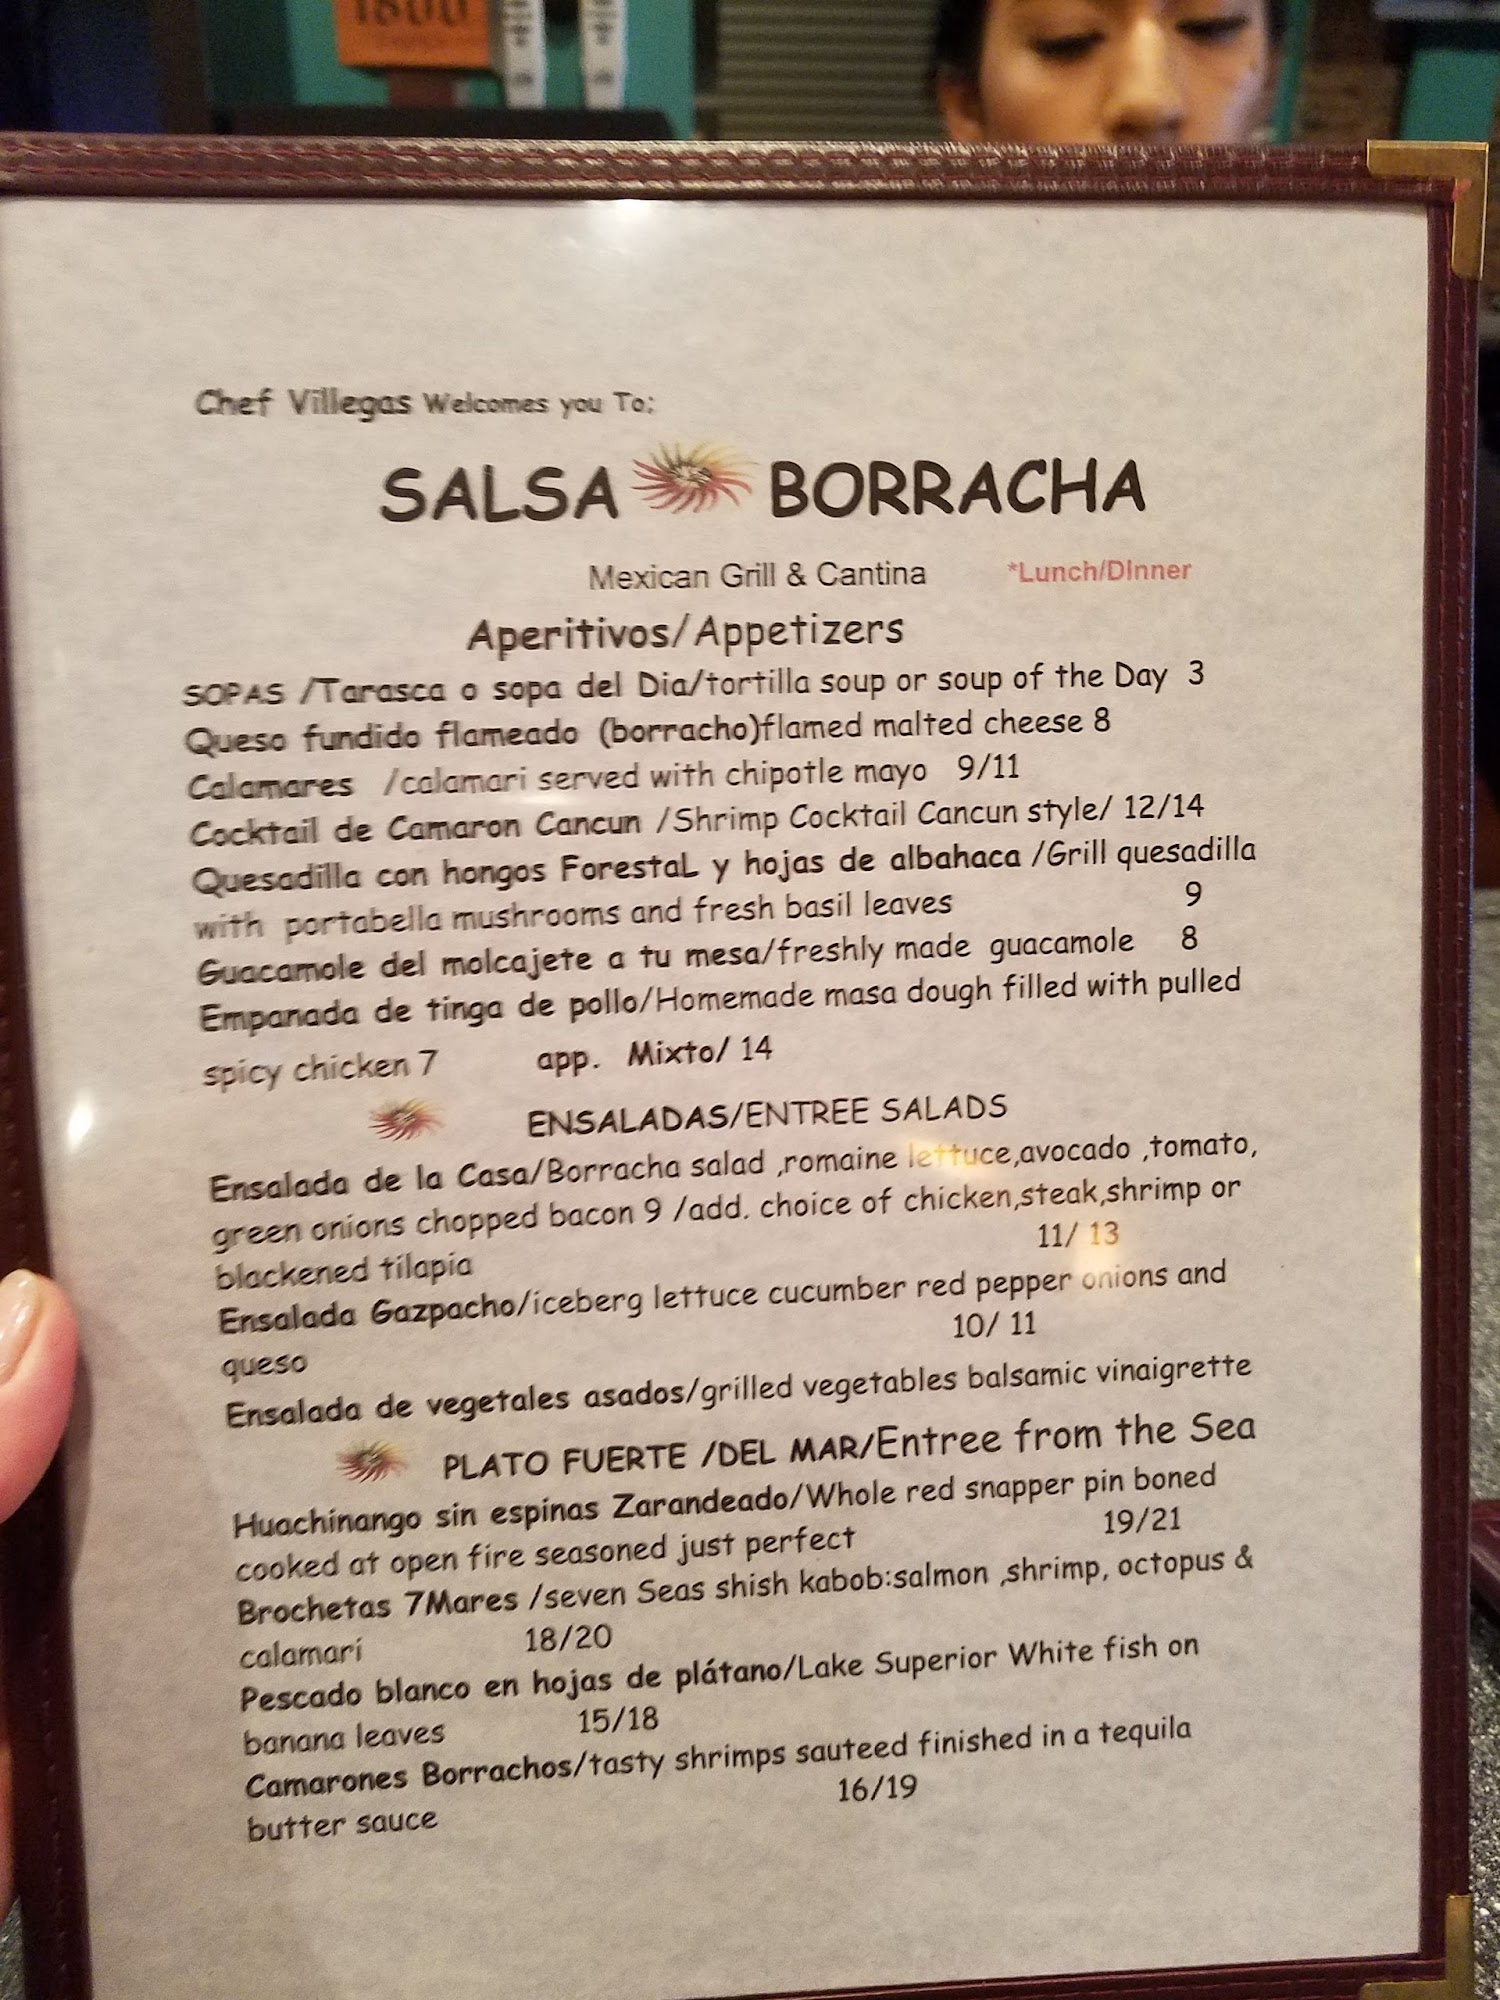 1800
Chef Villegas Welcomes you To;
SALSA BORRACHA
Mexican Grill & Cantina *Lunch/DInner
Aperitivos/Appetizers
SOPAS /Tarasca o sopa del Dia/tortilla soup or soup of the Day 3
Queso fundido flameado (borracho)flamed malted cheese 8
Calamares /calamari served with chipotle mayo 9/11
Cocktail de Camaron Cancun /Shrimp Cocktail Cancun style/ 12/14
Quesadilla con hongos ForestaL y hojas de albahaca /Grill quesadilla
with portabella mushrooms and fresh basil leaves 9
Guacamole del molcajete a tu mesa/freshly made guacamole 8
Empanada de tinga de pollo/Homemade masa dough filled with pulled
spicy chicken 7 app. Mixto/ 14
ENSALADAS/ENTREE SALADS
Ensalada de la Casa/Borracha salad ,romaine lettuce,avocado ,tomato,
green onions chopped bacon 9 /add. choice of chicken,steak,shrimp or
blackened tilapia 11/ 13
Ensalada Gazpacho/iceberg lettuce cucumber red pepper onions and
queso 10/ 11
Ensalada de vegetales asados/grilled vegetables balsamic vinaigrette
PLATO FUERTE /DEL MAR/Entree from the Sea
Huachinango sin espinas Zarandeado/Whole red snapper pin boned
cooked at open fire seasoned just perfect 19/21
Brochetas 7Mares /seven Seas shish kabob:salmon ,shrimp, octopus &
calamari 18/20
Pescado blanco en hojas de plátano/Lake Superior White fish on
banana leaves 15/18
Camarones Borrachos/tasty shrimps sauteed finished in a tequila
butter sauce 16/19